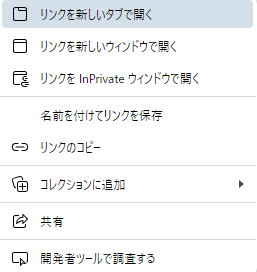 リンクを新しいタブで開く
リンクを新しいウィンドウで開く
リンクを InPrivate ウィンドウで開く
名前を付けてリンクを保存
リンクのコピー
コレクションに追加
共有
開発者ツールで調査する